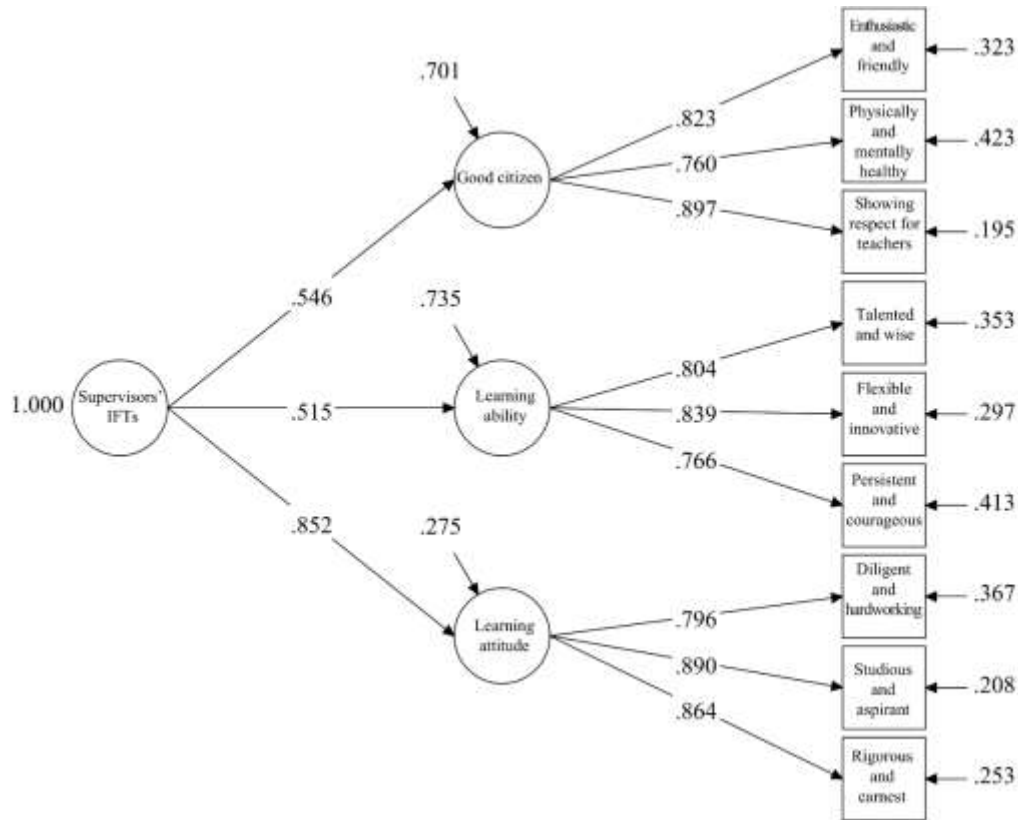 Enthusiastic
and
friendly
.323
.701
.823
Physically
and
mentally
healthy
.423
Good citizen
.760
.897
Showing
respect for
teachers
.195
.546
.735
Talented
and wise
.353
.804
1.000
Supervisors'
IFTs
.515
Learning
ability
.839
Flexible
and
innovative
.297
.766
Persistent
and
courageous
.413
.852
.275
Diligent
and
hardworking
.367
.796
Learning
attitude
.890
Studious
and
aspirant
.208
.864
Rigorous
and
earnest
.253